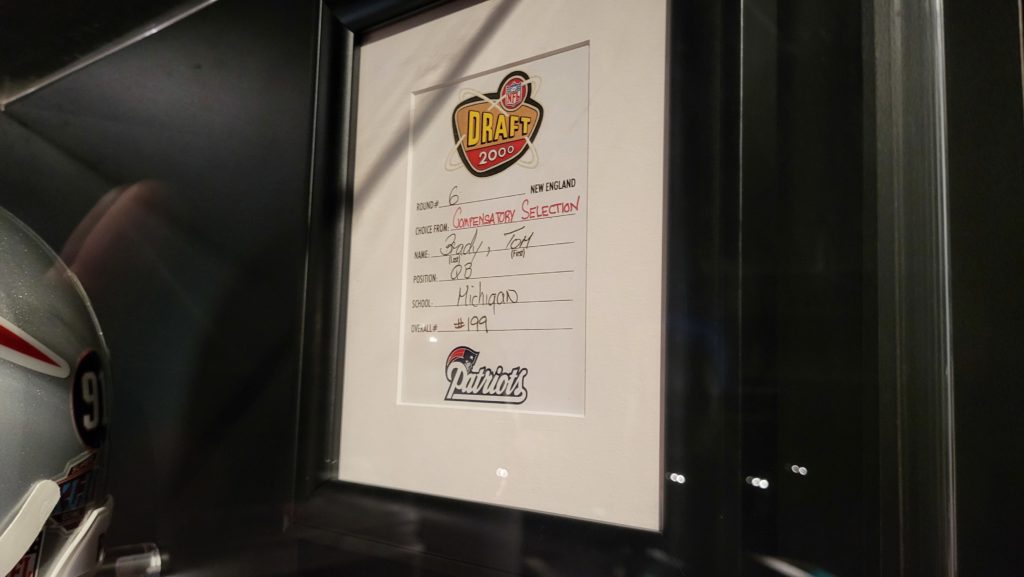 NFL
DRAFT
2000
ROUND# 6 NEW ENGLAND
CHOICE FROM: COMPENSATORY SELECTION
NAME: Brady, Tom
(Last) (First)
POSITION: QB
SCHOOL: Michigan
OVERALL# #199
Patriots